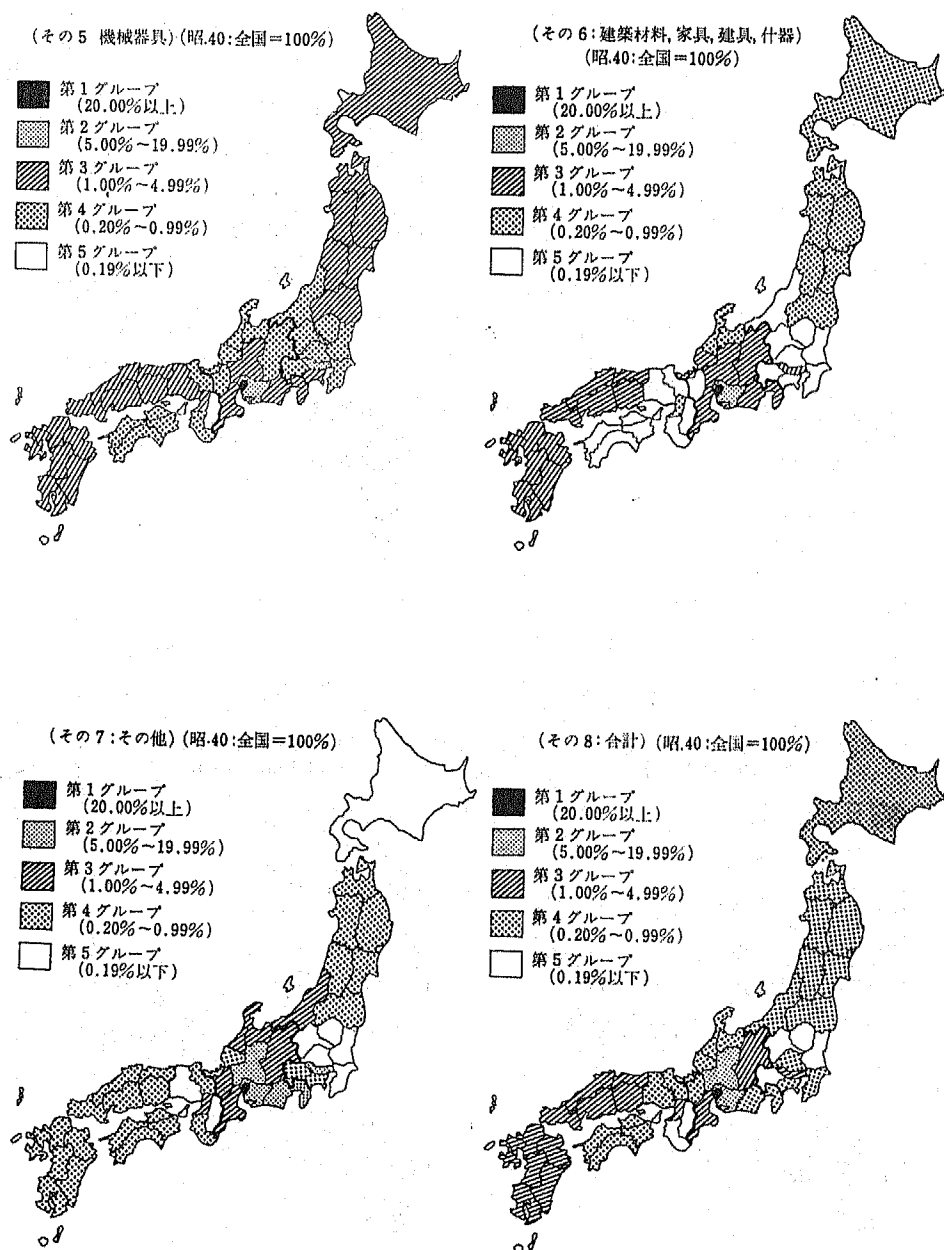 (その5 機械器具)(昭.40:全国=100%)
第1グループ
(20.00%以上)
第2グループ
(5.00%~19.99%)
第3グループ
(1.00%~4.99%)
第4グループ
(0.20%~0.99%)
第5グループ
(0.19%以下)
(その6:建築材料,家具,建具,什器)
(昭.40:全国=100%)
第1グループ
(20.00%以上)
第2グループ
(5.00%~19.99%)
第3グループ
(1.00%~4.99%)
第4グループ
(0.20%~0.99%)
第5グループ
(0.19%以下)
(その7:その他)(昭.40:全国=100%)
第1グループ
(20.00%以上)
第2グループ
(5.00%~19.99%)
第3グループ
(1.00%~4.99%)
第4グループ
(0.20%~0.99%)
第5グループ
(0.19%以下)
(その8:合計)(昭.40:全国=100%)
第1グループ
(20.00%以上)
第2グループ
(5.00%~19.99%)
第3グループ
(1.00%~4.99%)
第4グループ
(0.20%~0.99%)
第5グループ
(0.19%以下)